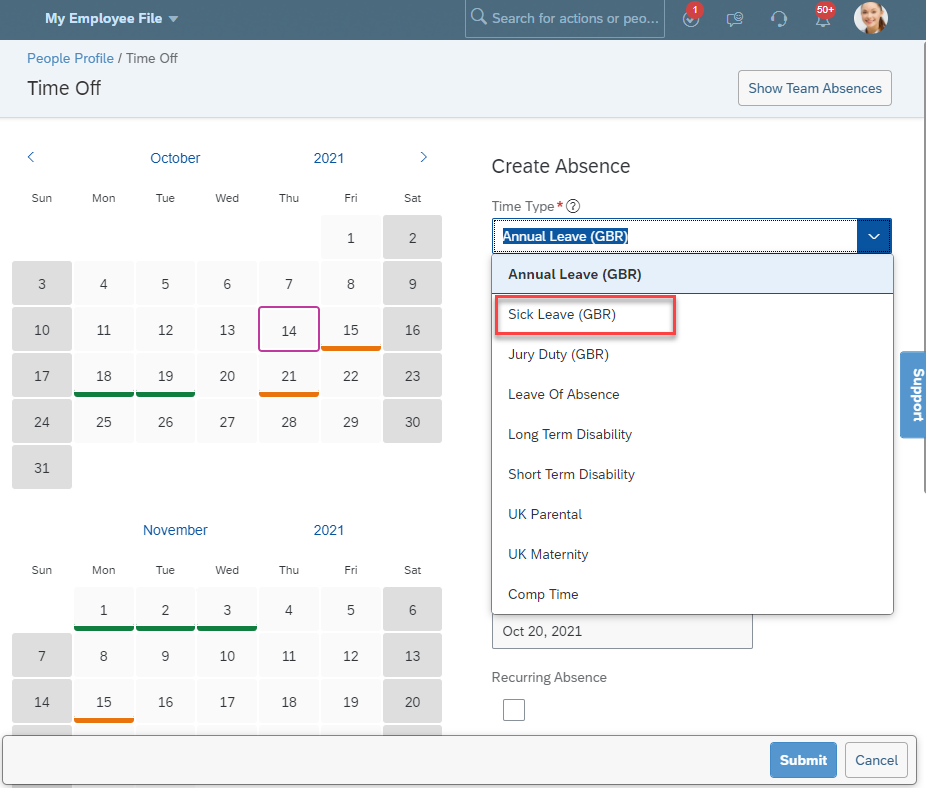 My Employee File
Search for actions or peo...
1
50+
People Profile / Time Off
Time Off
Show Team Absences
October 2021
Sun Mon Tue Wed Thu Fri Sat
1 2
3 4 5 6 7 8 9
10 11 12 13 14 15 16
17 18 19 20 21 22 23
24 25 26 27 28 29 30
31
November 2021
Sun Mon Tue Wed Thu Fri Sat
1 2 3 4 5 6
7 8 9 10 11 12 13
14 15 16 17 18 19 20
Create Absence
Time Type * ?
Annual Leave (GBR)
Annual Leave (GBR)
Sick Leave (GBR)
Jury Duty (GBR)
Leave Of Absence
Long Term Disability
Short Term Disability
UK Parental
UK Maternity
Comp Time
Oct 20, 2021
Recurring Absence
Support
Submit
Cancel